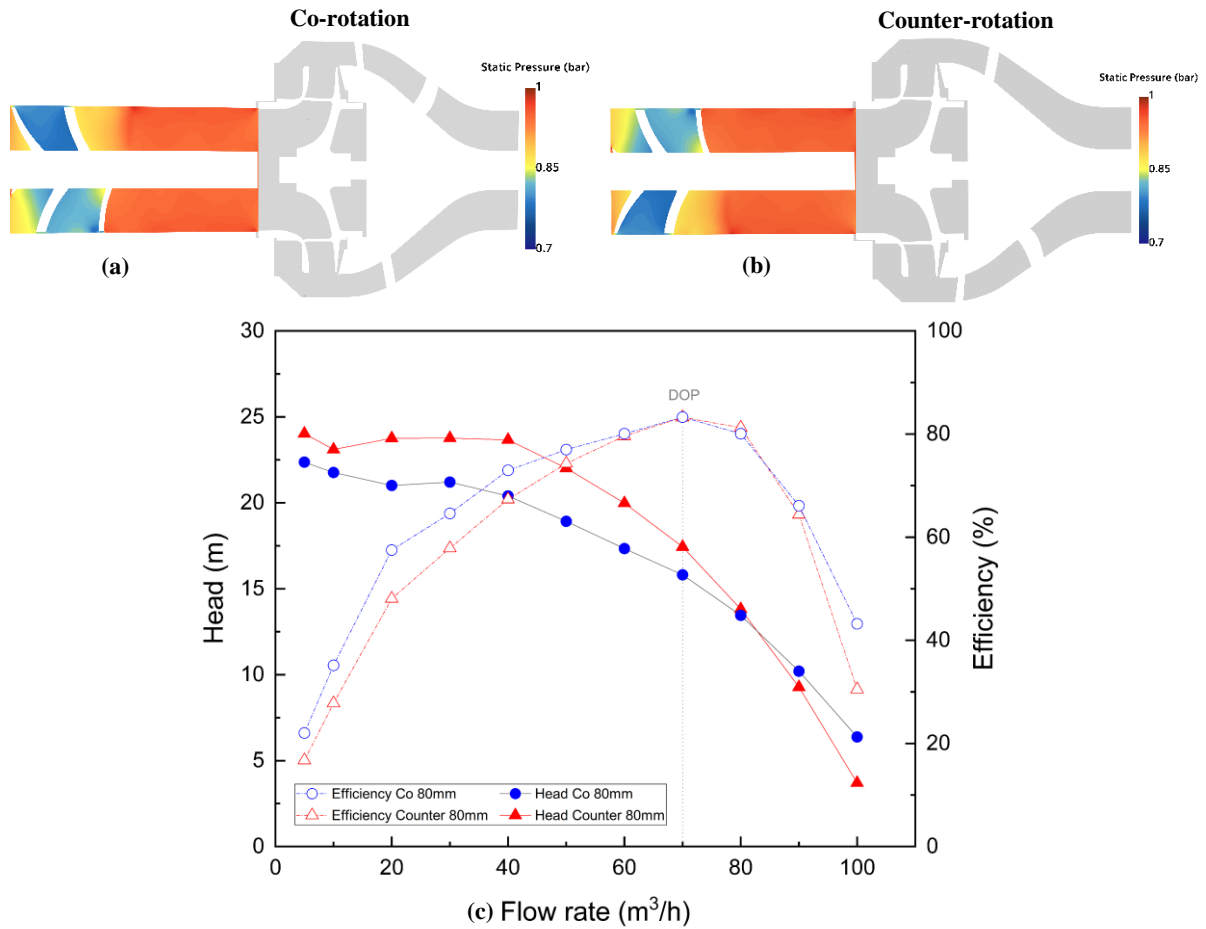 Co-rotation
Counter-rotation
Static Pressure (bar)
1
0.85
0.7
(a)
Static Pressure (bar)
1
0.85
0.7
(b)
30
25
20
15
10
5
0
Head (m)
100
80
60
40
20
0
Efficiency (%)
DOP
Efficiency Co 80mm
Head Co 80mm
Efficiency Counter 80mm
Head Counter 80mm
0 20 40 60 80 100
(c) Flow rate (m³/h)